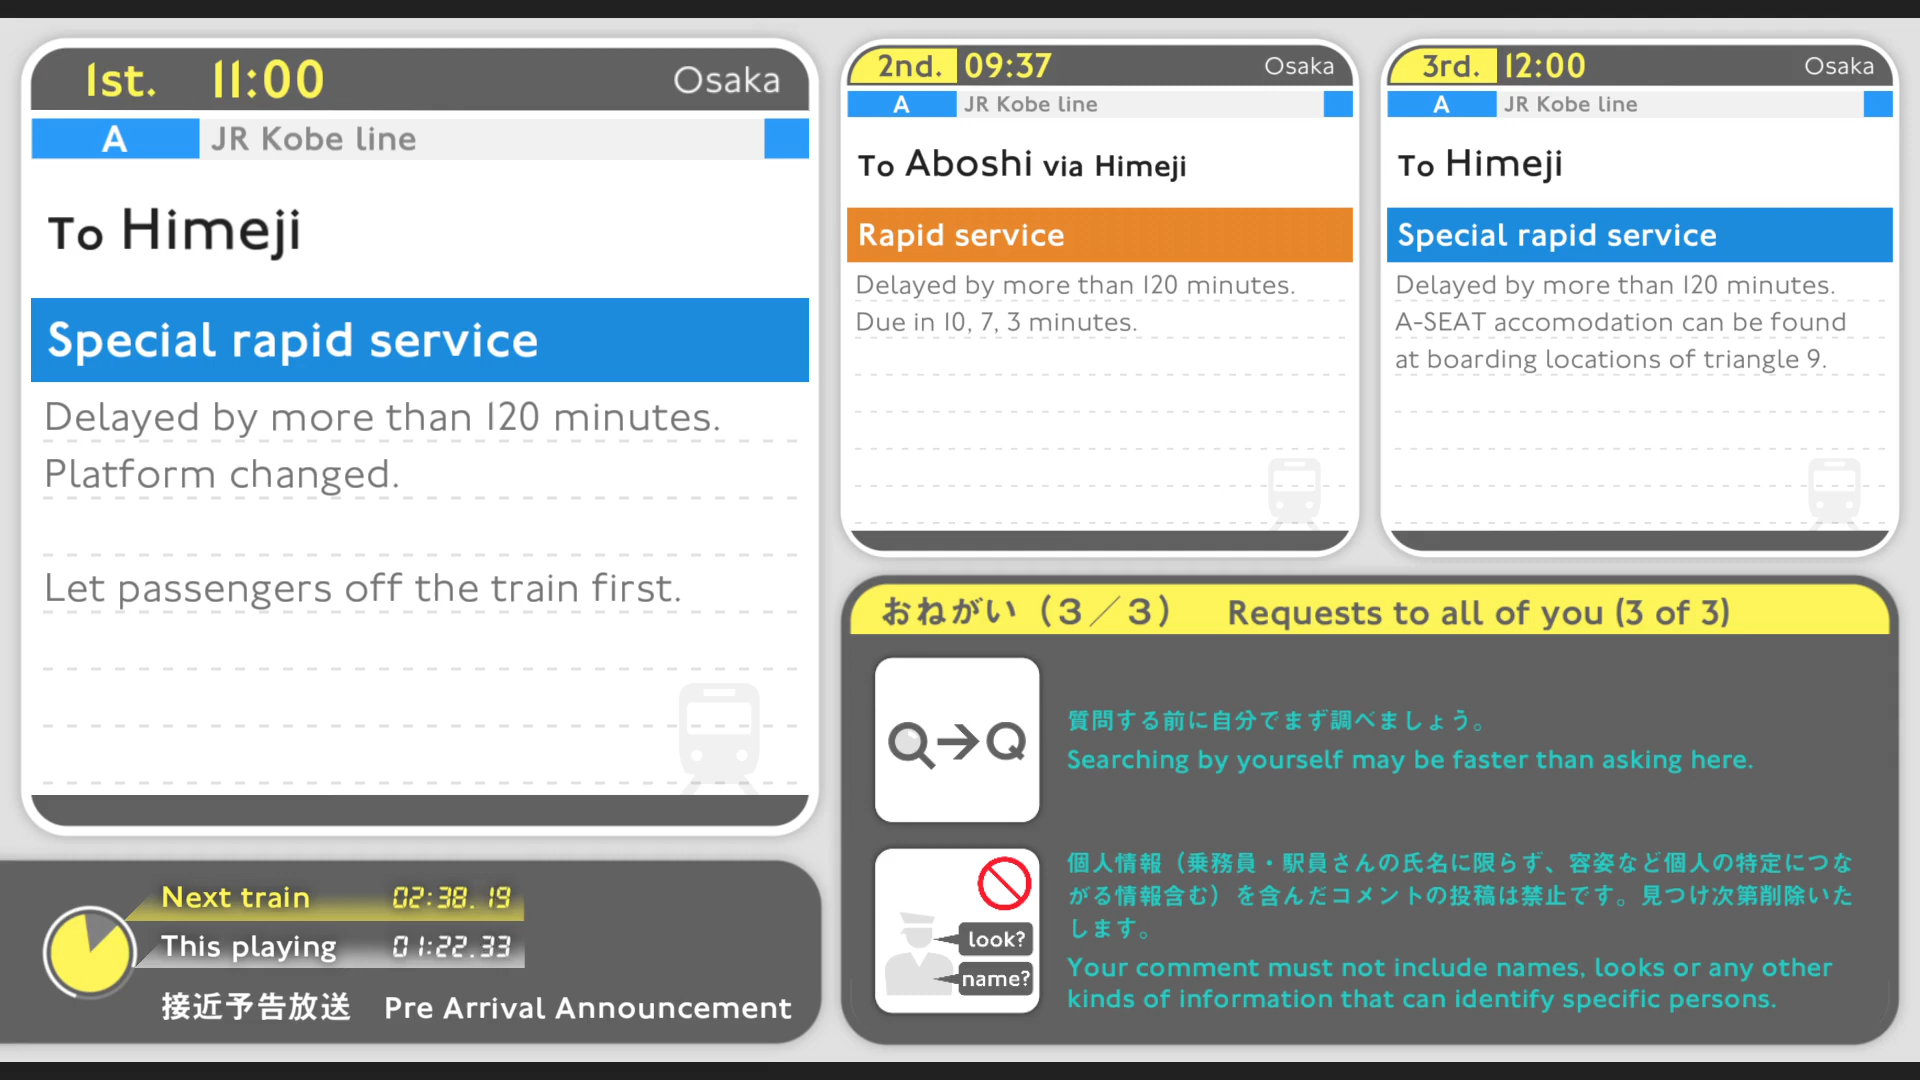 1st. 11:00 Osaka
A JR Kobe line
To Himeji
Special rapid service
Delayed by more than 120 minutes.
Platform changed.
Let passengers off the train first.
2nd. 09:37 Osaka
A JR Kobe line
To Aboshi via Himeji
Rapid service
Delayed by more than 120 minutes.
Due in 10, 7, 3 minutes.
3rd. 12:00 Osaka
A JR Kobe line
To Himeji
Special rapid service
Delayed by more than 120 minutes.
A-SEAT accomodation can be found
at boarding locations of triangle 9.
Next train 02:38.19
This playing 01:22.33
接近予告放送 Pre Arrival Announcement
おねがい（３／３） Requests to all of you (3 of 3)
Q
質問する前に自分でまず調べましょう。
Searching by yourself may be faster than asking here.
look?
name?
個人情報（乗務員・駅員さんの氏名に限らず、容姿など個人の特定につな
がる情報含む）を含んだコメントの投稿は禁止です。見つけ次第削除いた
します。
Your comment must not include names, looks or any other
kinds of information that can identify specific persons.